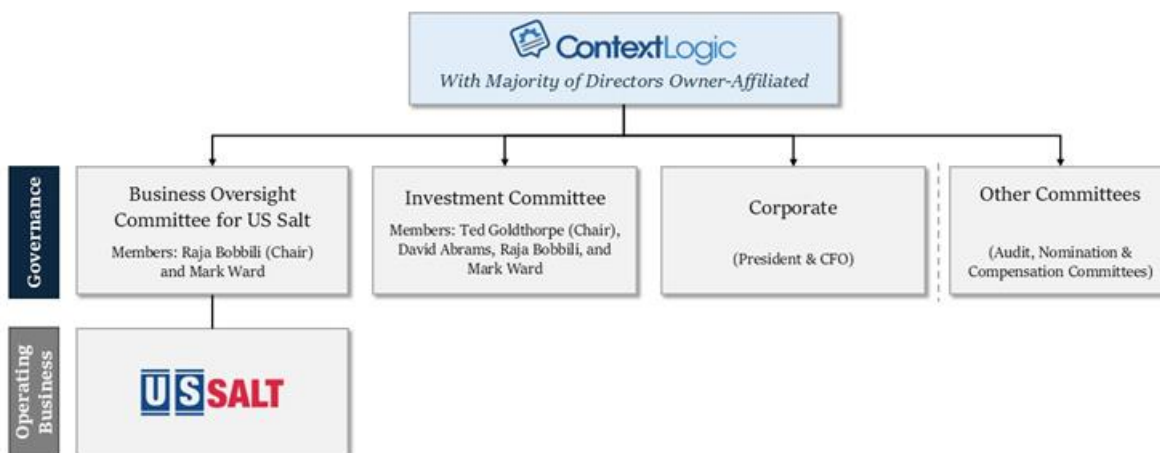 ContextLogic
With Majority of Directors Owner-Affiliated
Governance
Business Oversight
Committee for US Salt
Members: Raja Bobbili (Chair)
and Mark Ward
Investment Committee
Members: Ted Goldthorpe (Chair),
David Abrams, Raja Bobbili, and
Mark Ward
Corporate
(President & CFO)
Other Committees
(Audit, Nomination &
Compensation Committees)
Operating
Business
US SALT